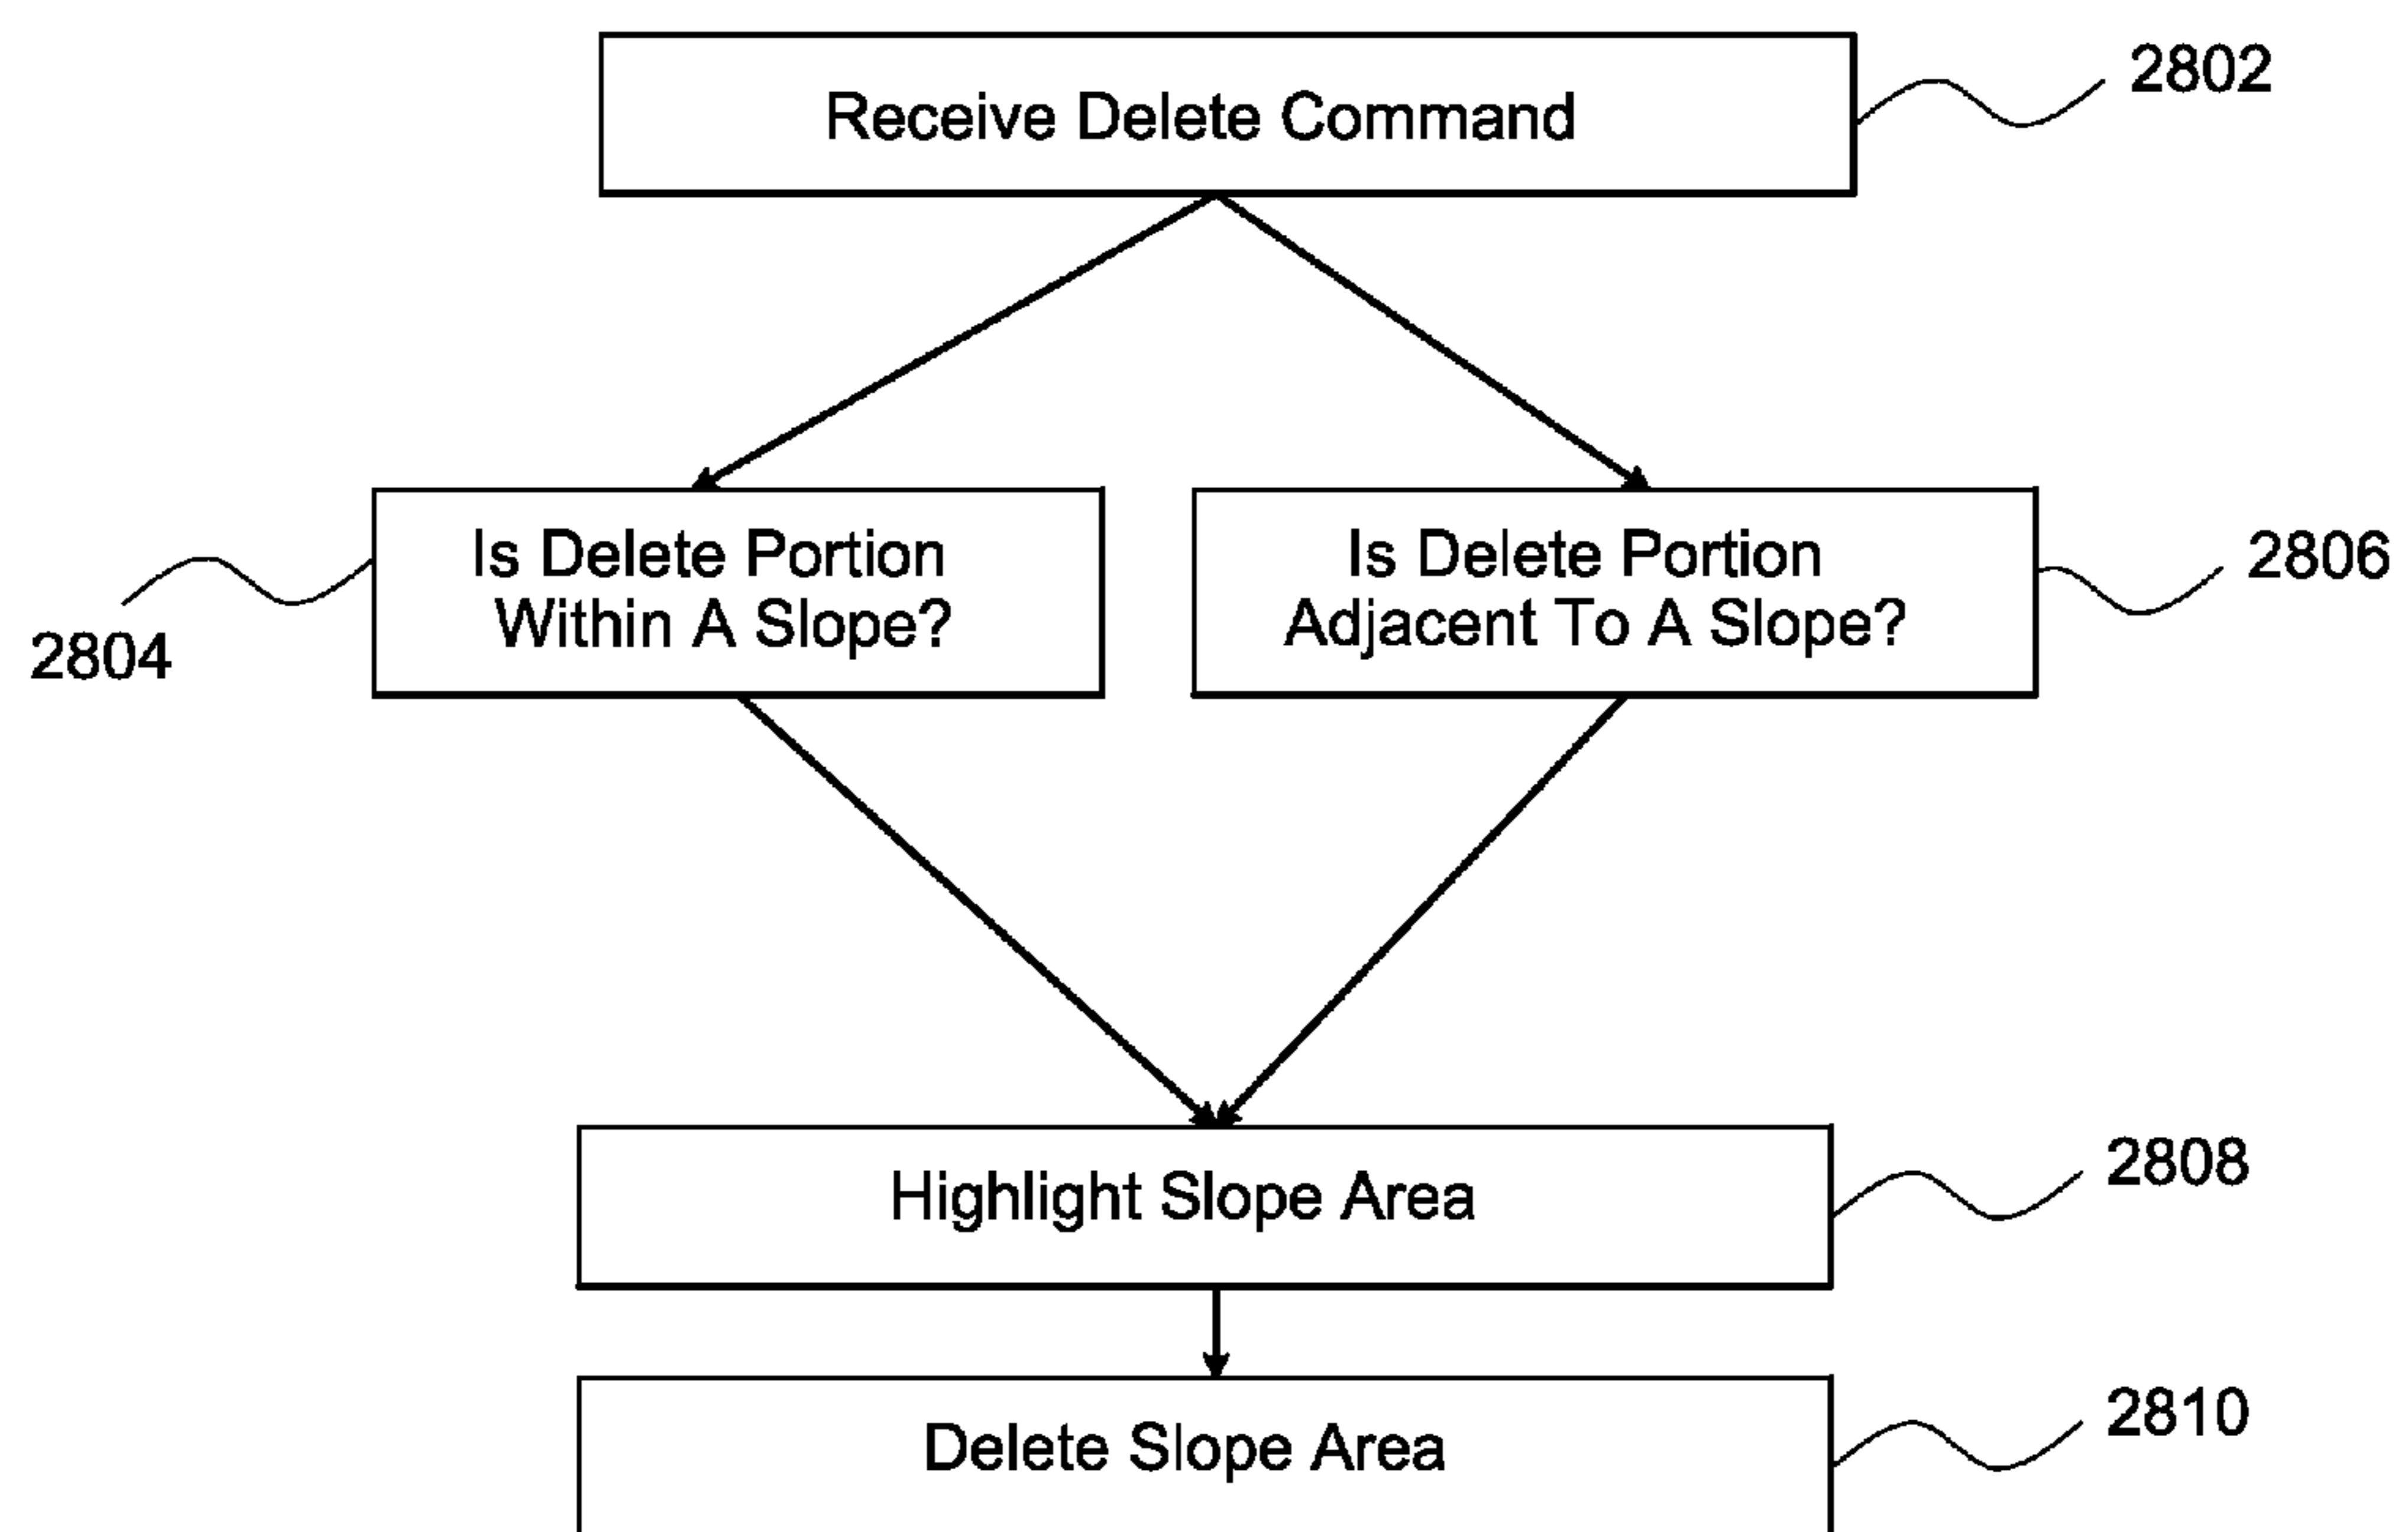 Receive Delete Command
2802
Is Delete Portion
Within A Slope?
2804
Is Delete Portion
Adjacent To A Slope?
2806
Highlight Slope Area
2808
Delete Slope Area
2810